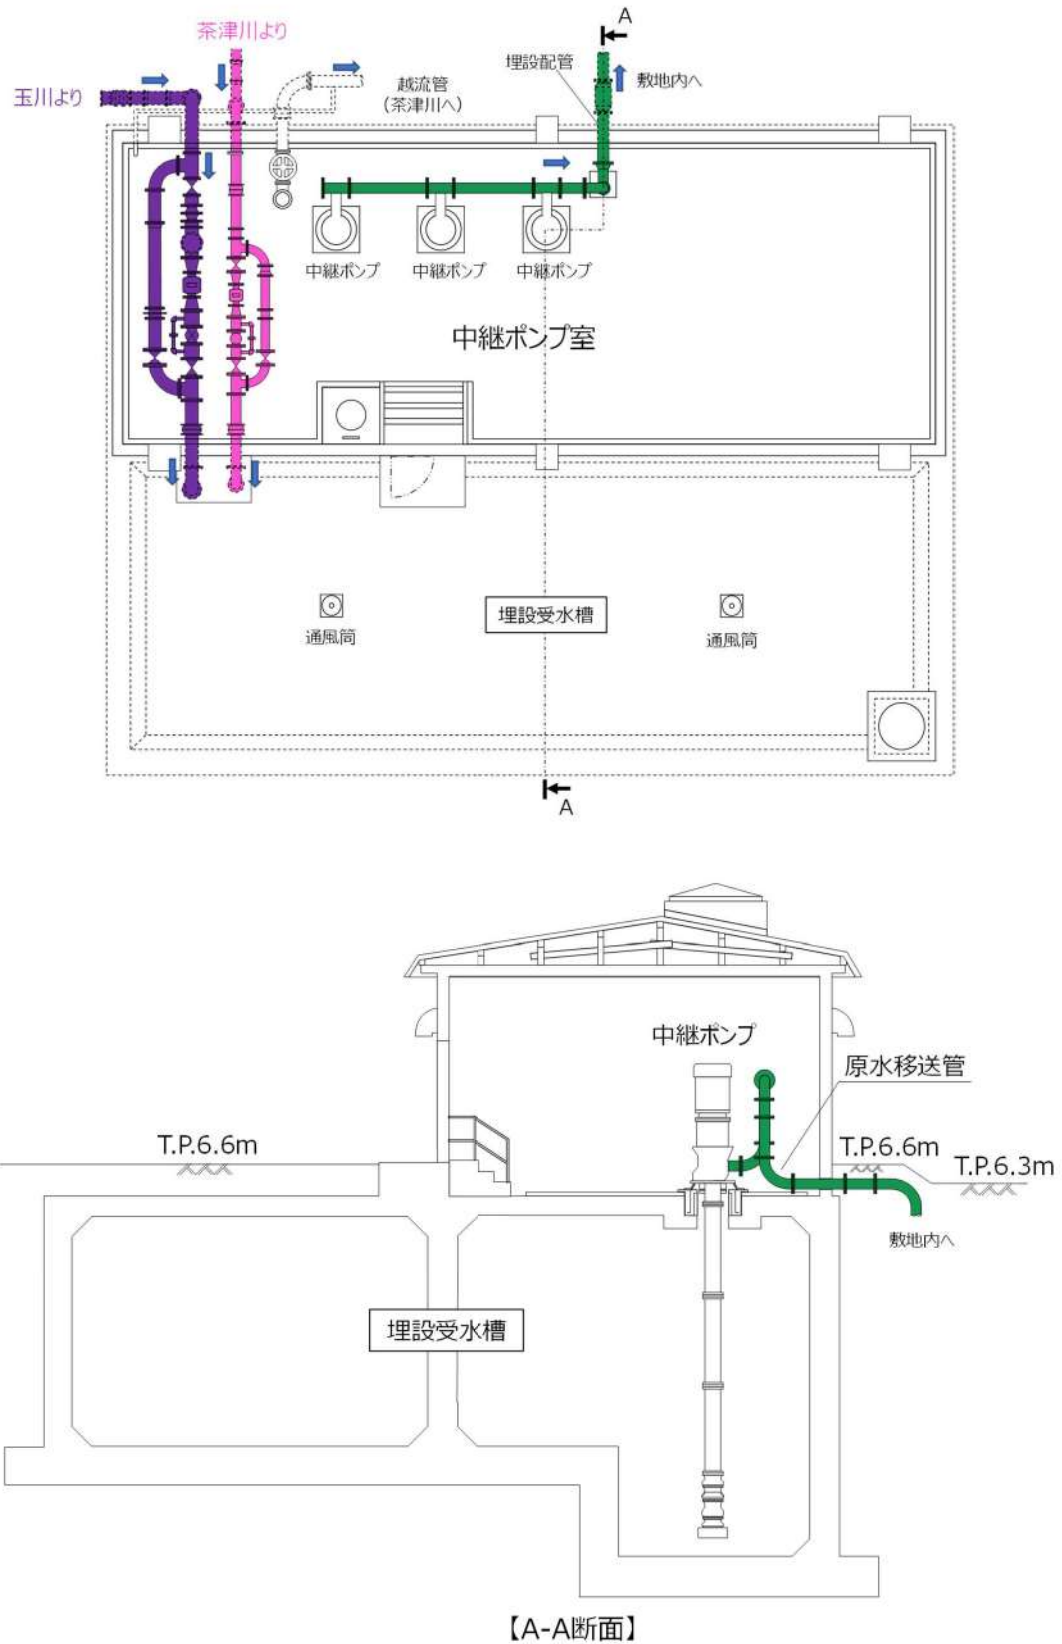 A
茶津川より
埋設配管
敷地内へ
越流管
（茶津川へ）
玉川より
中継ポンプ
中継ポンプ
中継ポンプ
中継ポンプ室
埋設受水槽
通風筒
通風筒
A
中継ポンプ
原水移送管
T.P.6.6m
T.P.6.6m
T.P.6.3m
敷地内へ
埋設受水槽
【A-A断面】